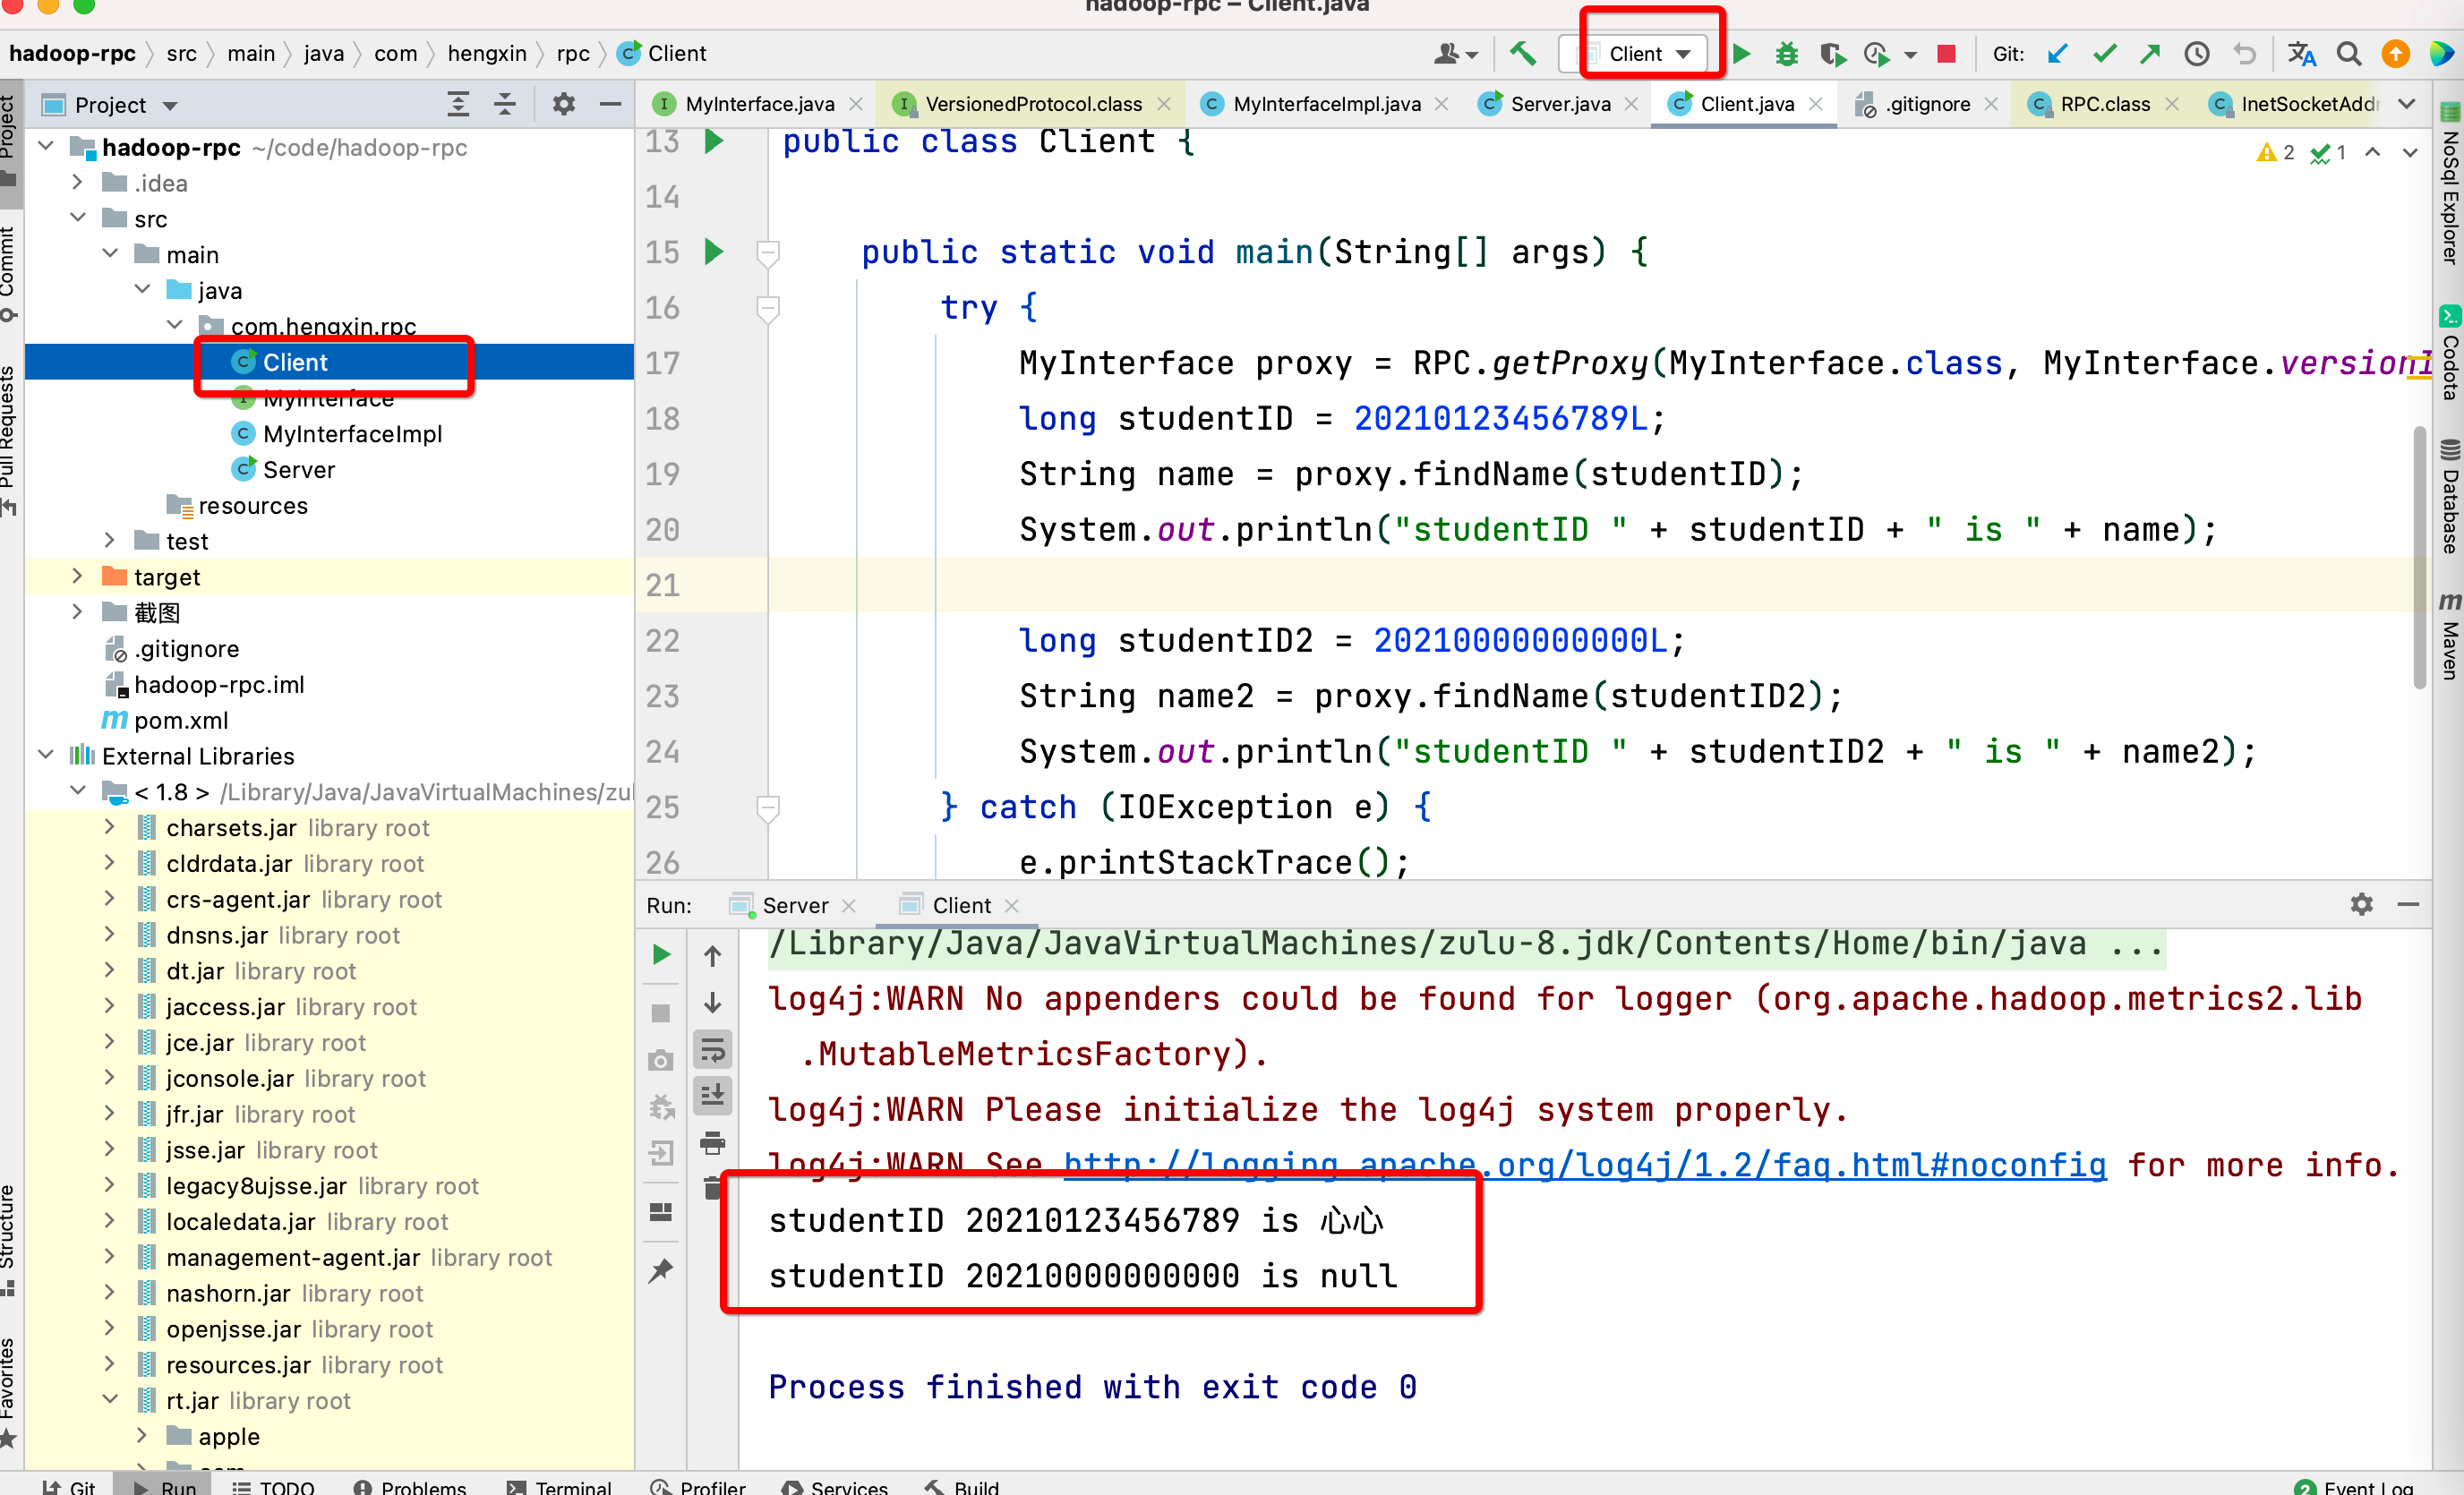 hadoop-rpc – Client.java
hadoop-rpc src main java com hengxin rpc Client
Client
Git:
Project
MyInterface.java
VersionedProtocol.class
MyInterfaceImpl.java
Server.java
Client.java
.gitignore
RPC.class
InetSocketAddr
Project
Commit
Pull Requests
Structure
Favorites
hadoop-rpc ~/code/hadoop-rpc
.idea
src
main
java
com.hengxin.rpc
Client
MyInterface
MyInterfaceImpl
Server
resources
test
target
截图
.gitignore
hadoop-rpc.iml
pom.xml
External Libraries
< 1.8 > /Library/Java/JavaVirtualMachines/zul
charsets.jar library root
cldrdata.jar library root
crs-agent.jar library root
dnsns.jar library root
dt.jar library root
jaccess.jar library root
jce.jar library root
jconsole.jar library root
jfr.jar library root
jsse.jar library root
legacy8ujsse.jar library root
localedata.jar library root
management-agent.jar library root
nashorn.jar library root
openjsse.jar library root
resources.jar library root
rt.jar library root
apple
com
2 1
13 public class Client {
14
15 public static void main(String[] args) {
16 try {
17 MyInterface proxy = RPC.getProxy(MyInterface.class, MyInterface.versionI
18 long studentID = 20210123456789L;
19 String name = proxy.findName(studentID);
20 System.out.println("studentID " + studentID + " is " + name);
21
22 long studentID2 = 20210000000000L;
23 String name2 = proxy.findName(studentID2);
24 System.out.println("studentID " + studentID2 + " is " + name2);
25 } catch (IOException e) {
26 e.printStackTrace();
NoSql Explorer
Codota
Database
Maven
Run: Server Client
/Library/Java/JavaVirtualMachines/zulu-8.jdk/Contents/Home/bin/java ...
log4j:WARN No appenders could be found for logger (org.apache.hadoop.metrics2.lib
.MutableMetricsFactory).
log4j:WARN Please initialize the log4j system properly.
log4j:WARN See http://logging.apache.org/log4j/1.2/faq.html#noconfig for more info.
studentID 20210123456789 is 心心
studentID 20210000000000 is null
Process finished with exit code 0
Git Run TODO Problems Terminal Profiler Services Build 2 Event Log